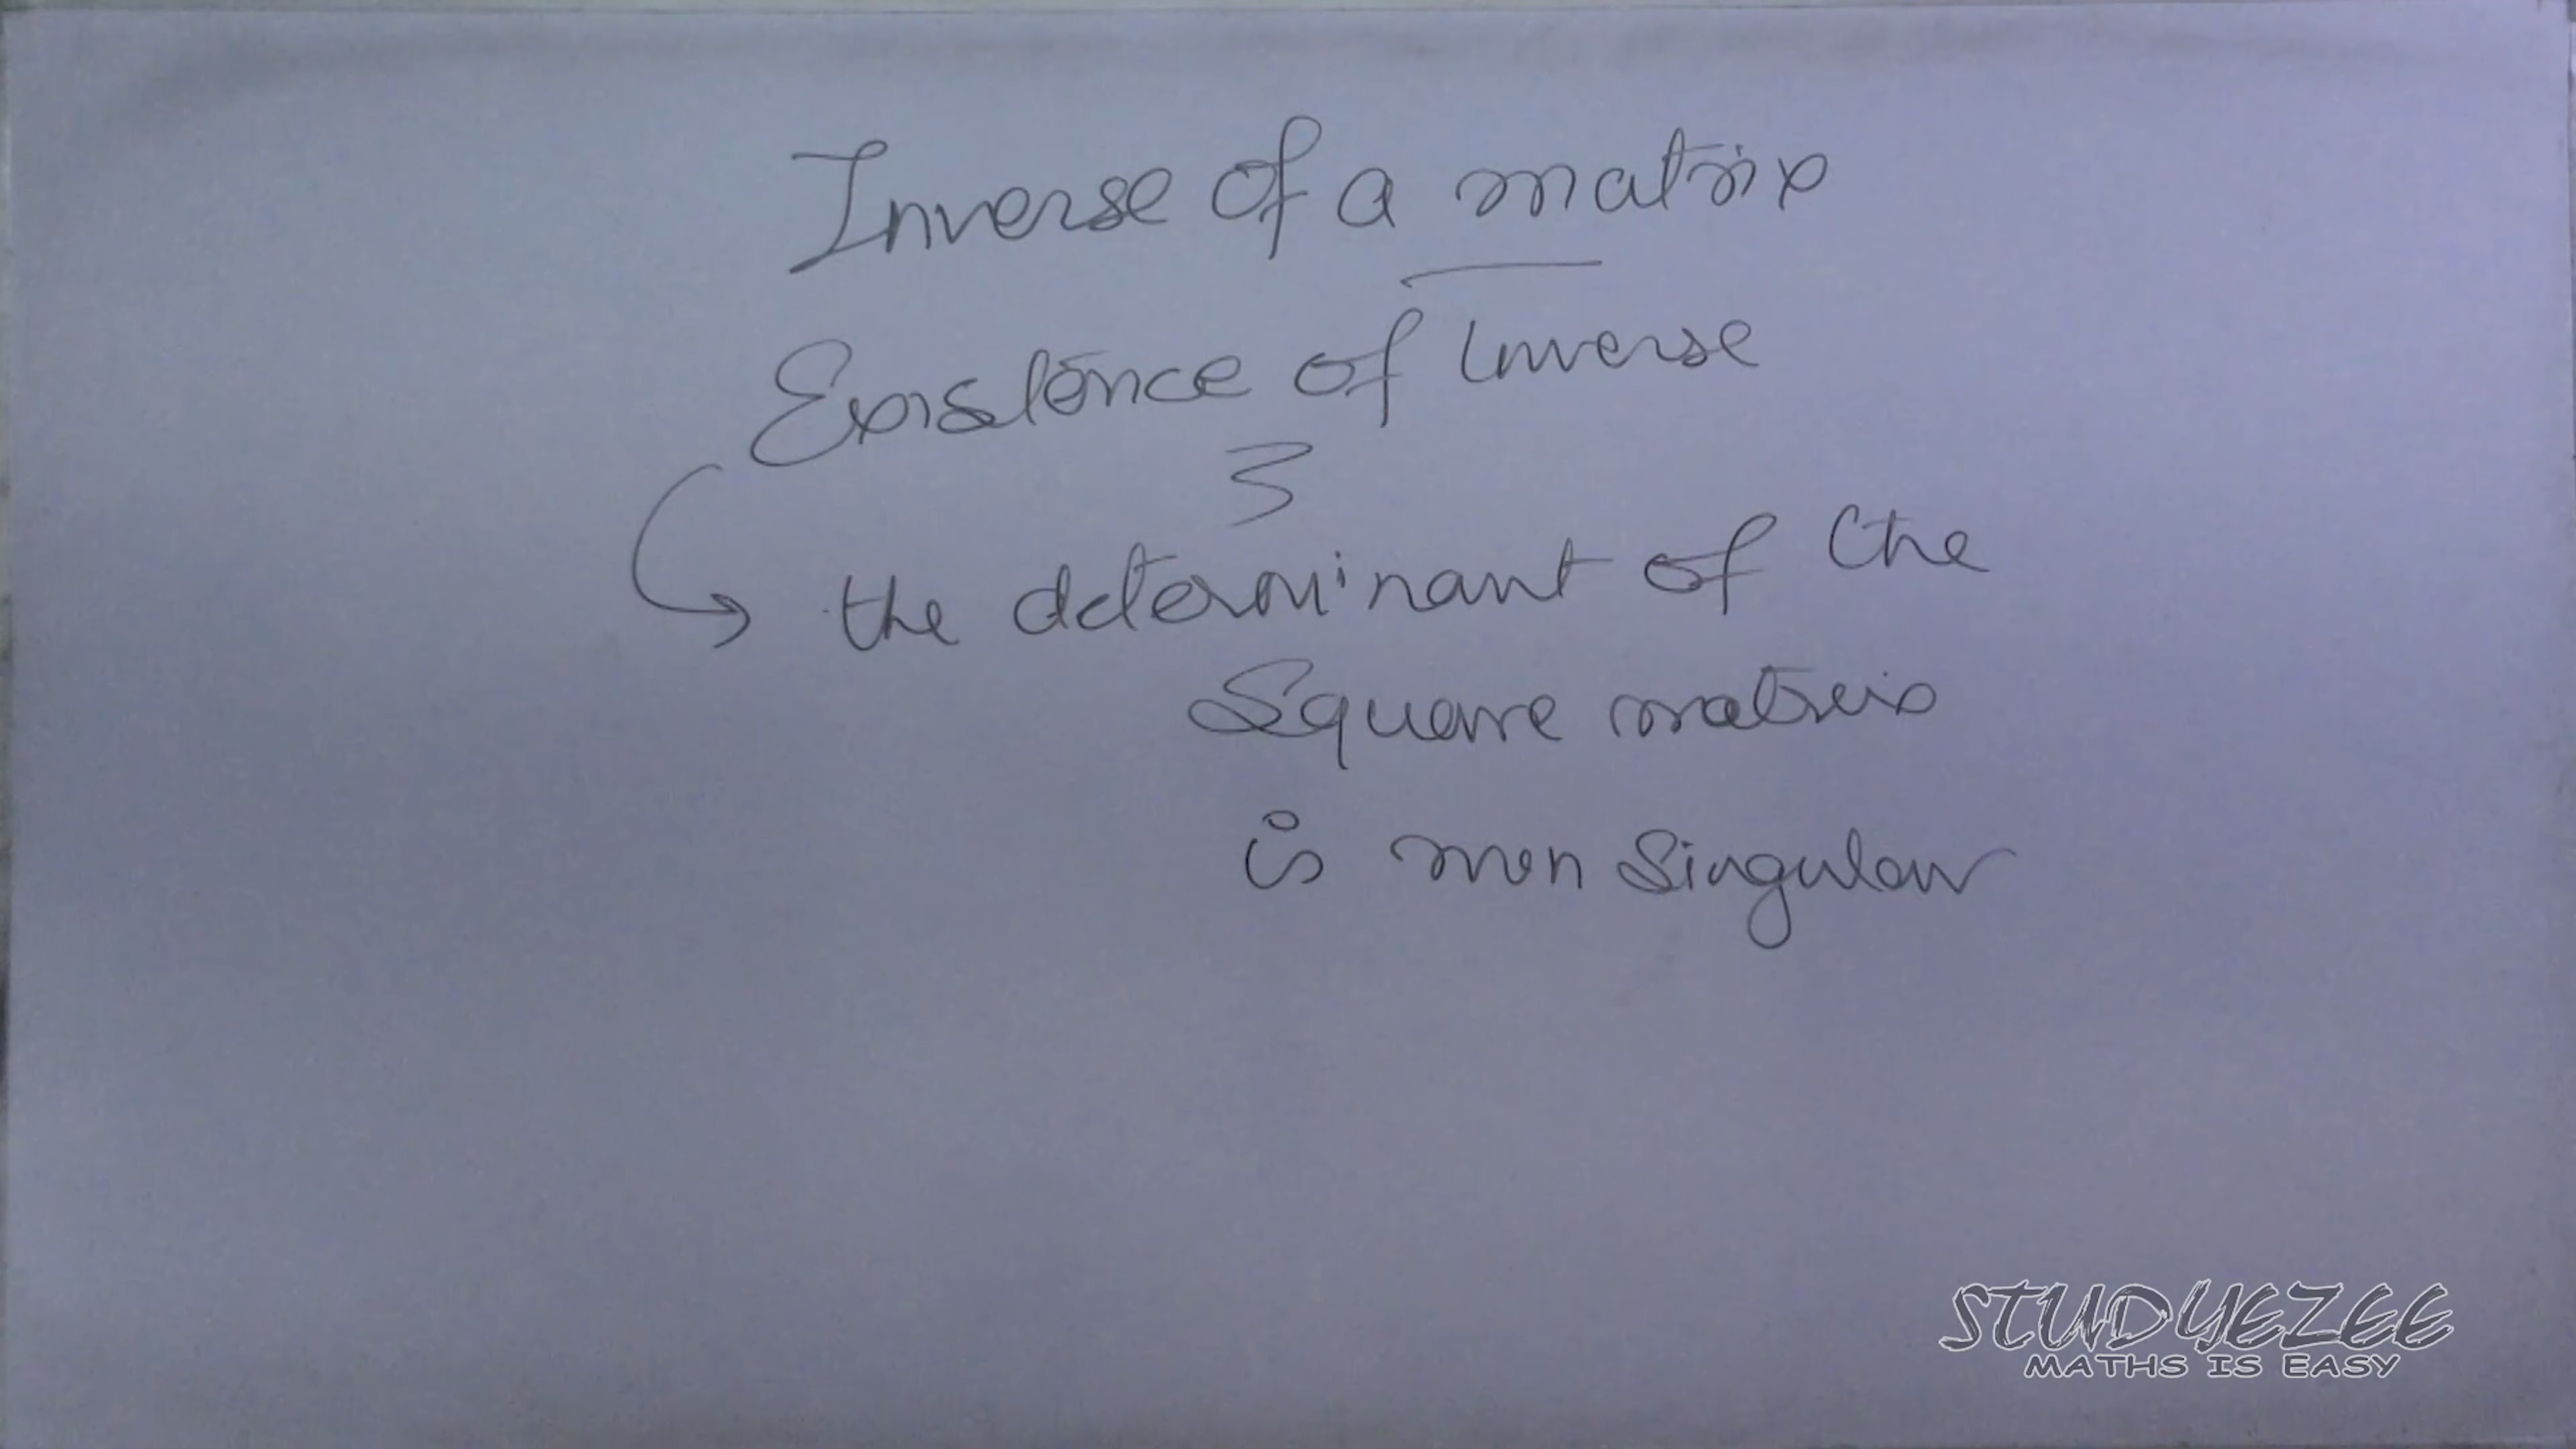 Inverse of a matrix
Existence of Inverse
3
the determinant of the
Square matrix
is non Singular
STUDYEZEE
MATHS IS EASY